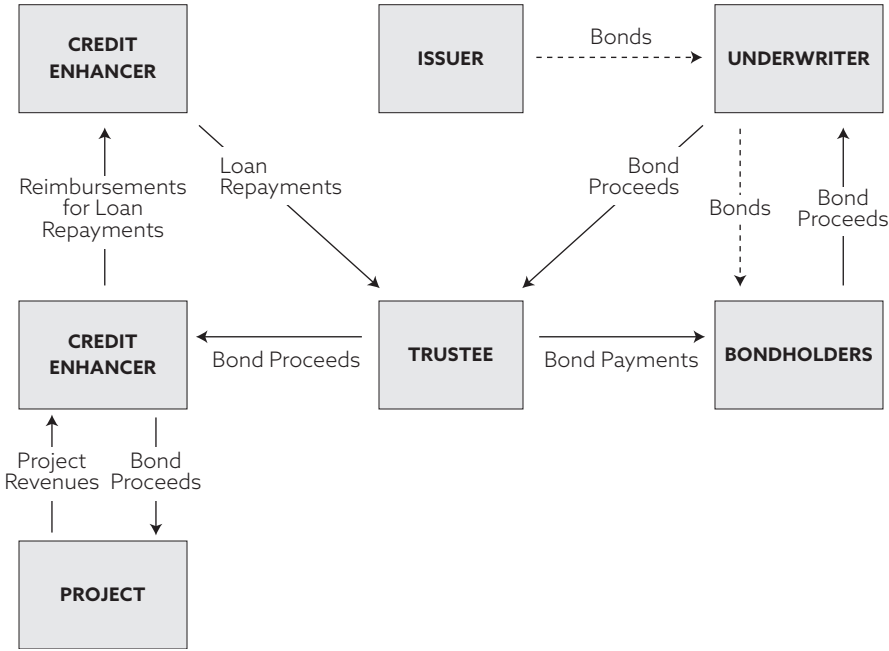 CREDIT
ENHANCER
ISSUER
Bonds
UNDERWRITER
Reimbursements
for Loan
Repayments
Loan
Repayments
Bond
Proceeds
Bonds
Bond
Proceeds
CREDIT
ENHANCER
Bond Proceeds
TRUSTEE
Bond Payments
BONDHOLDERS
Project
Revenues
Bond
Proceeds
PROJECT